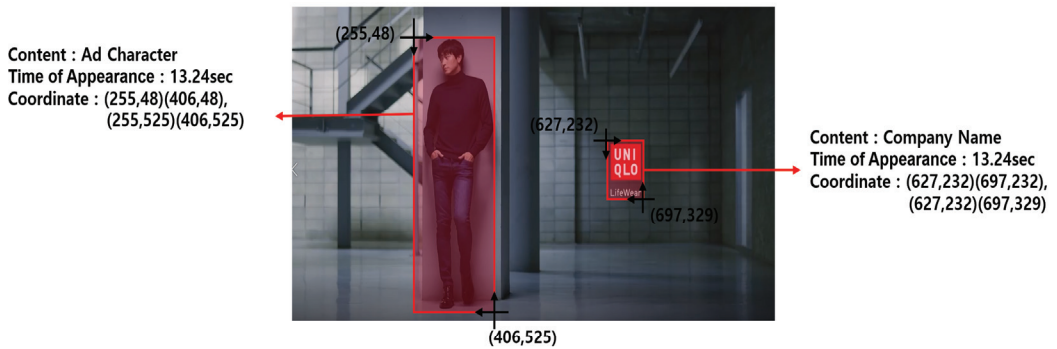 Content : Ad Character
Time of Appearance : 13.24sec
Coordinate : (255,48)(406,48),
(255,525)(406,525)
(255,48)
(406,525)
(627,232)
UNI
QLO
LifeWear
(697,329)
Content : Company Name
Time of Appearance : 13.24sec
Coordinate : (627,232)(697,232),
(627,232)(697,329)